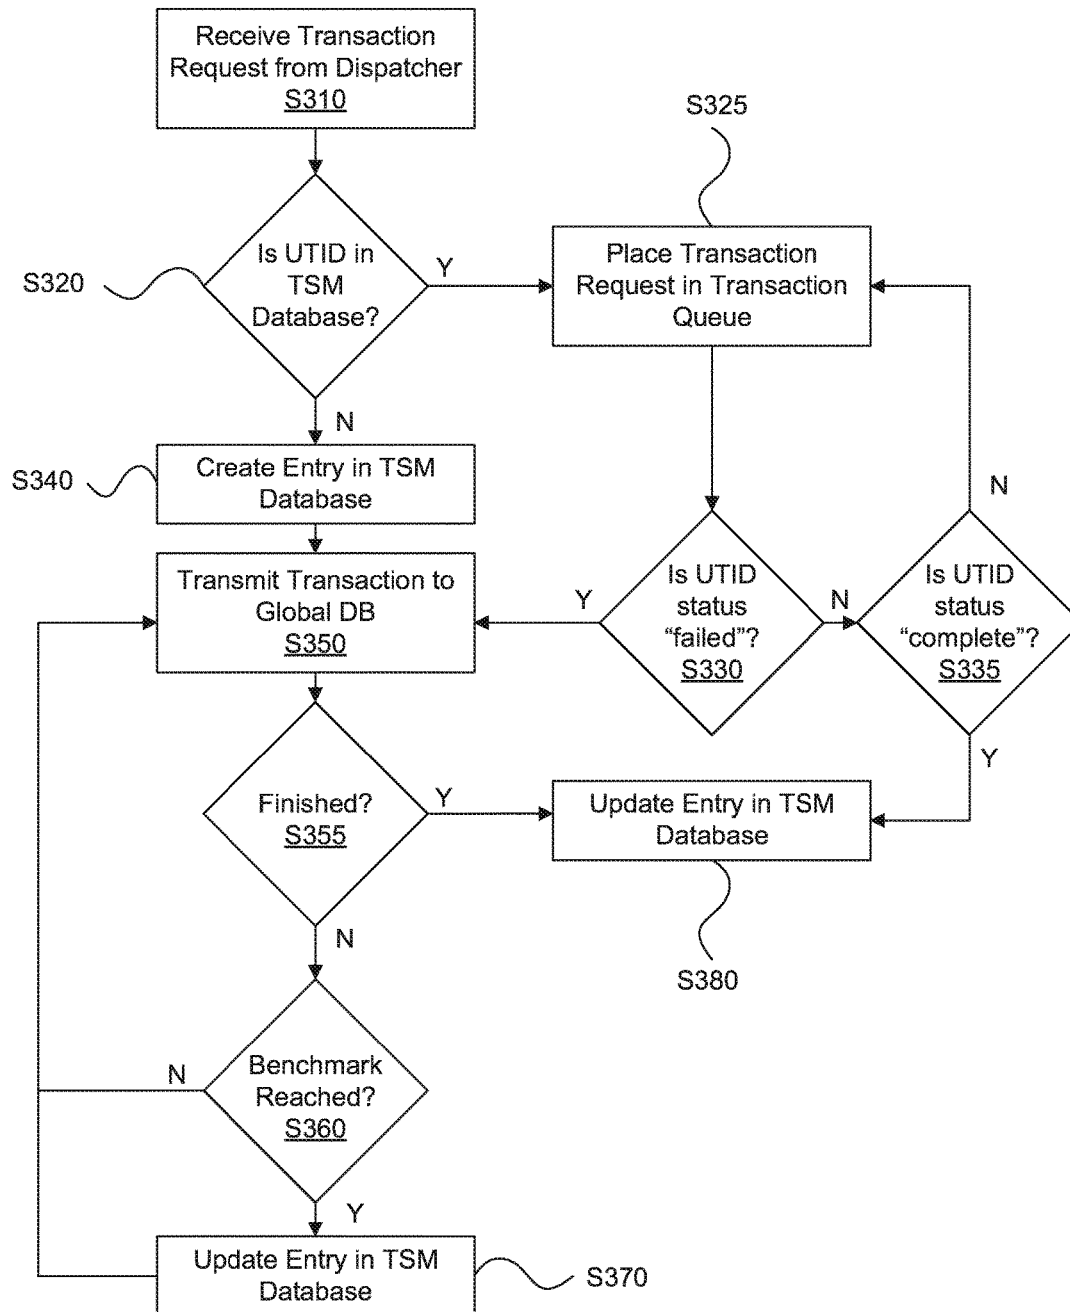 Receive Transaction
Request from Dispatcher
S310
S325
Is UTID in
TSM
Database?
S320
Y
N
Place Transaction
Request in Transaction
Queue
Create Entry in TSM
Database
S340
Transmit Transaction to
Global DB
S350
Y
Is UTID
status
“failed”?
S330
N
Is UTID
status
“complete”?
S335
N
Y
Finished?
S355
Y
N
Update Entry in TSM
Database
S380
Benchmark
Reached?
S360
N
Y
Update Entry in TSM
Database
S370